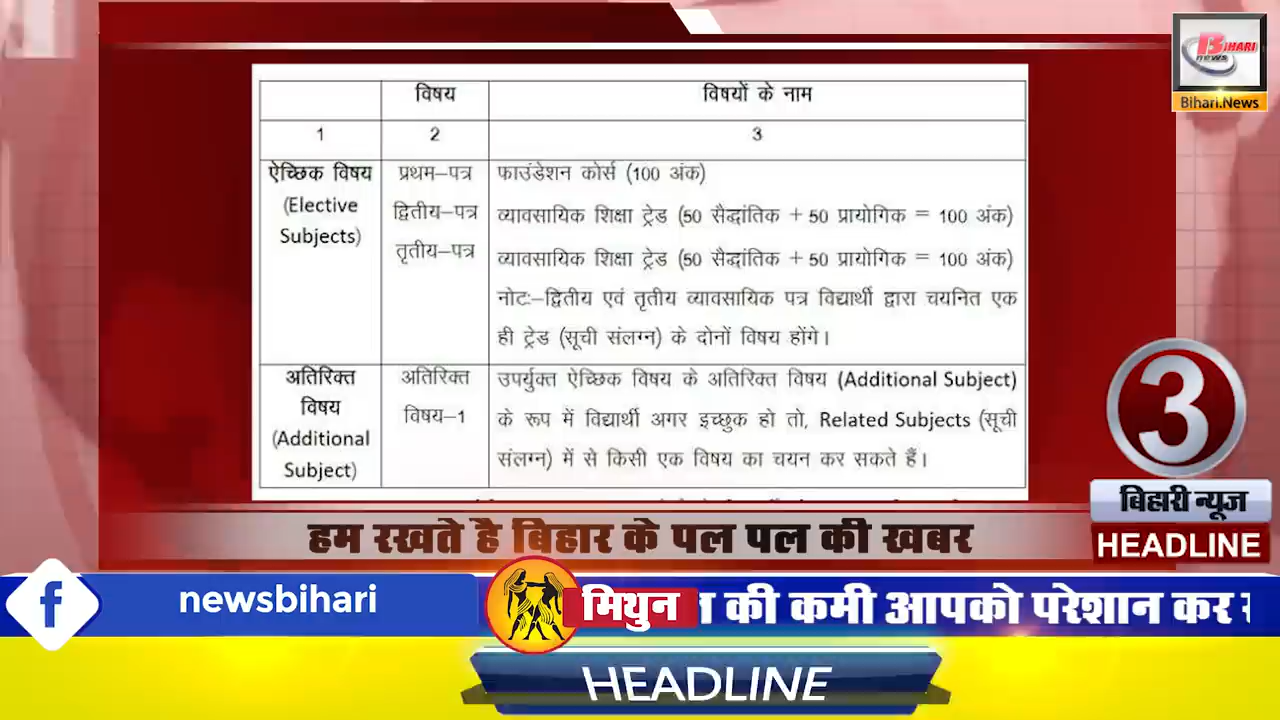 BIHARI
news
Bihari.News
विषय
विषयों के नाम
1
2
3
ऐच्छिक विषय
(Elective
Subjects)
प्रथम–पत्र
द्वितीय–पत्र
तृतीय–पत्र
फाउंडेशन कोर्स (100 अंक)
व्यावसायिक शिक्षा ट्रेड (50 सैद्धांतिक + 50 प्रायोगिक = 100 अंक)
व्यावसायिक शिक्षा ट्रेड (50 सैद्धांतिक + 50 प्रायोगिक = 100 अंक)
नोटः–द्वितीय एवं तृतीय व्यावसायिक पत्र विद्यार्थी द्वारा चयनित एक
ही ट्रेड (सूची संलग्न) के दोनों विषय होंगे।
अतिरिक्त
विषय
(Additional
Subject)
अतिरिक्त
विषय–1
उपर्युक्त ऐच्छिक विषय के अतिरिक्त विषय (Additional Subject)
के रूप में विद्यार्थी अगर इच्छुक हो तो, Related Subjects (सूची
संलग्न) में से किसी एक विषय का चयन कर सकते हैं।
3
बिहारी न्यूज
HEADLINE
हम रखते है बिहार के पल पल की खबर
f
newsbihari
मिथुन
की कमी आपको परेशान कर
HEADLINE